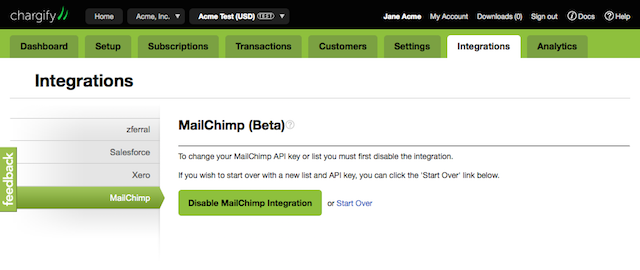 chargify Home Acme, Inc. Acme Test (USD) TEST Jane Acme My Account Downloads (0) Sign out Docs Help
Dashboard Setup Subscriptions Transactions Customers Settings Integrations Analytics
Integrations
zferral
Salesforce
Xero
MailChimp
feedback
MailChimp (Beta)
To change your MailChimp API key or list you must first disable the integration.
If you wish to start over with a new list and API key, you can click the 'Start Over' link below.
Disable MailChimp Integration or Start Over